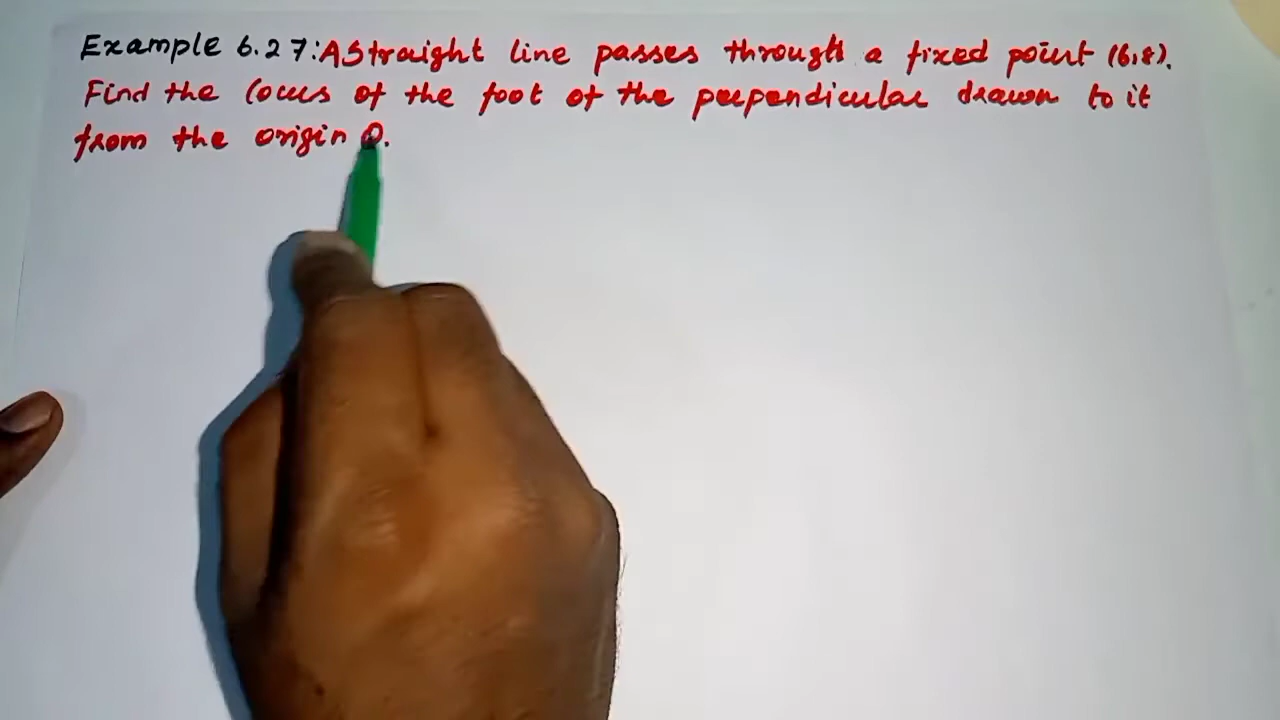 Example 6.27: A Straight line passes through a fixed point (6,8).
Find the locus of the foot of the perpendicular drawn to it
from the origin O.